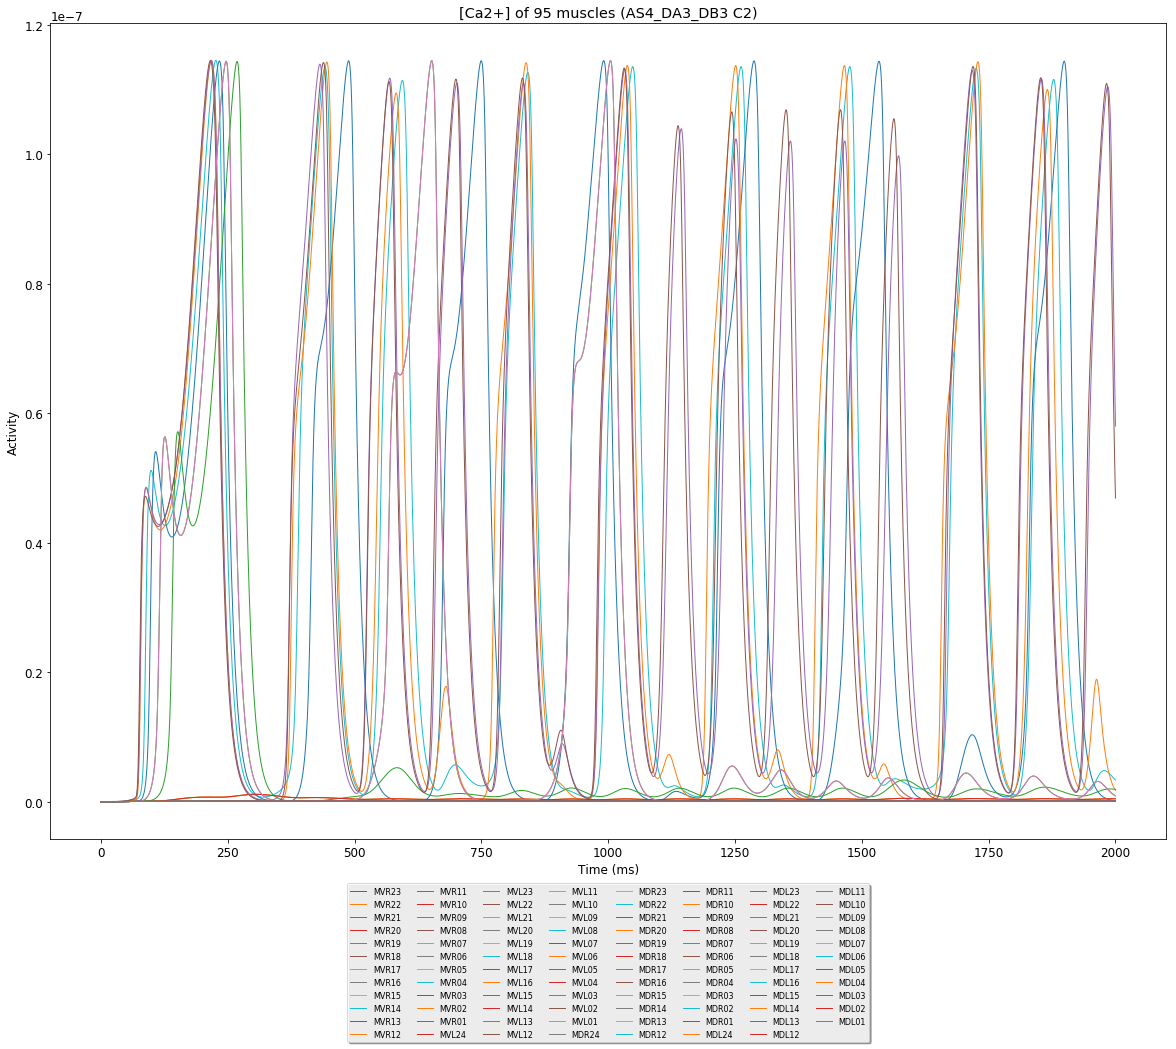 [Ca2+] of 95 muscles (AS4_DA3_DB3 C2)
1e−7
1.2
1.0
0.8
0.6
0.4
0.2
0.0
Activity
0 250 500 750 1000 1250 1500 1750 2000
Time (ms)
MVR23 MVR11 MVL23 MVL11 MDR23 MDR11 MDL23 MDL11
MVR22 MVR10 MVL22 MVL10 MDR22 MDR10 MDL22 MDL10
MVR21 MVR09 MVL21 MVL09 MDR21 MDR09 MDL21 MDL09
MVR20 MVR08 MVL20 MVL08 MDR20 MDR08 MDL20 MDL08
MVR19 MVR07 MVL19 MVL07 MDR19 MDR07 MDL19 MDL07
MVR18 MVR06 MVL18 MVL06 MDR18 MDR06 MDL18 MDL06
MVR17 MVR05 MVL17 MVL05 MDR17 MDR05 MDL17 MDL05
MVR16 MVR04 MVL16 MVL04 MDR16 MDR04 MDL16 MDL04
MVR15 MVR03 MVL15 MVL03 MDR15 MDR03 MDL15 MDL03
MVR14 MVR02 MVL14 MVL02 MDR14 MDR02 MDL14 MDL02
MVR13 MVR01 MVL13 MVL01 MDR13 MDR01 MDL13 MDL01
MVR12 MVL24 MVL12 MDR24 MDR12 MDL24 MDL12